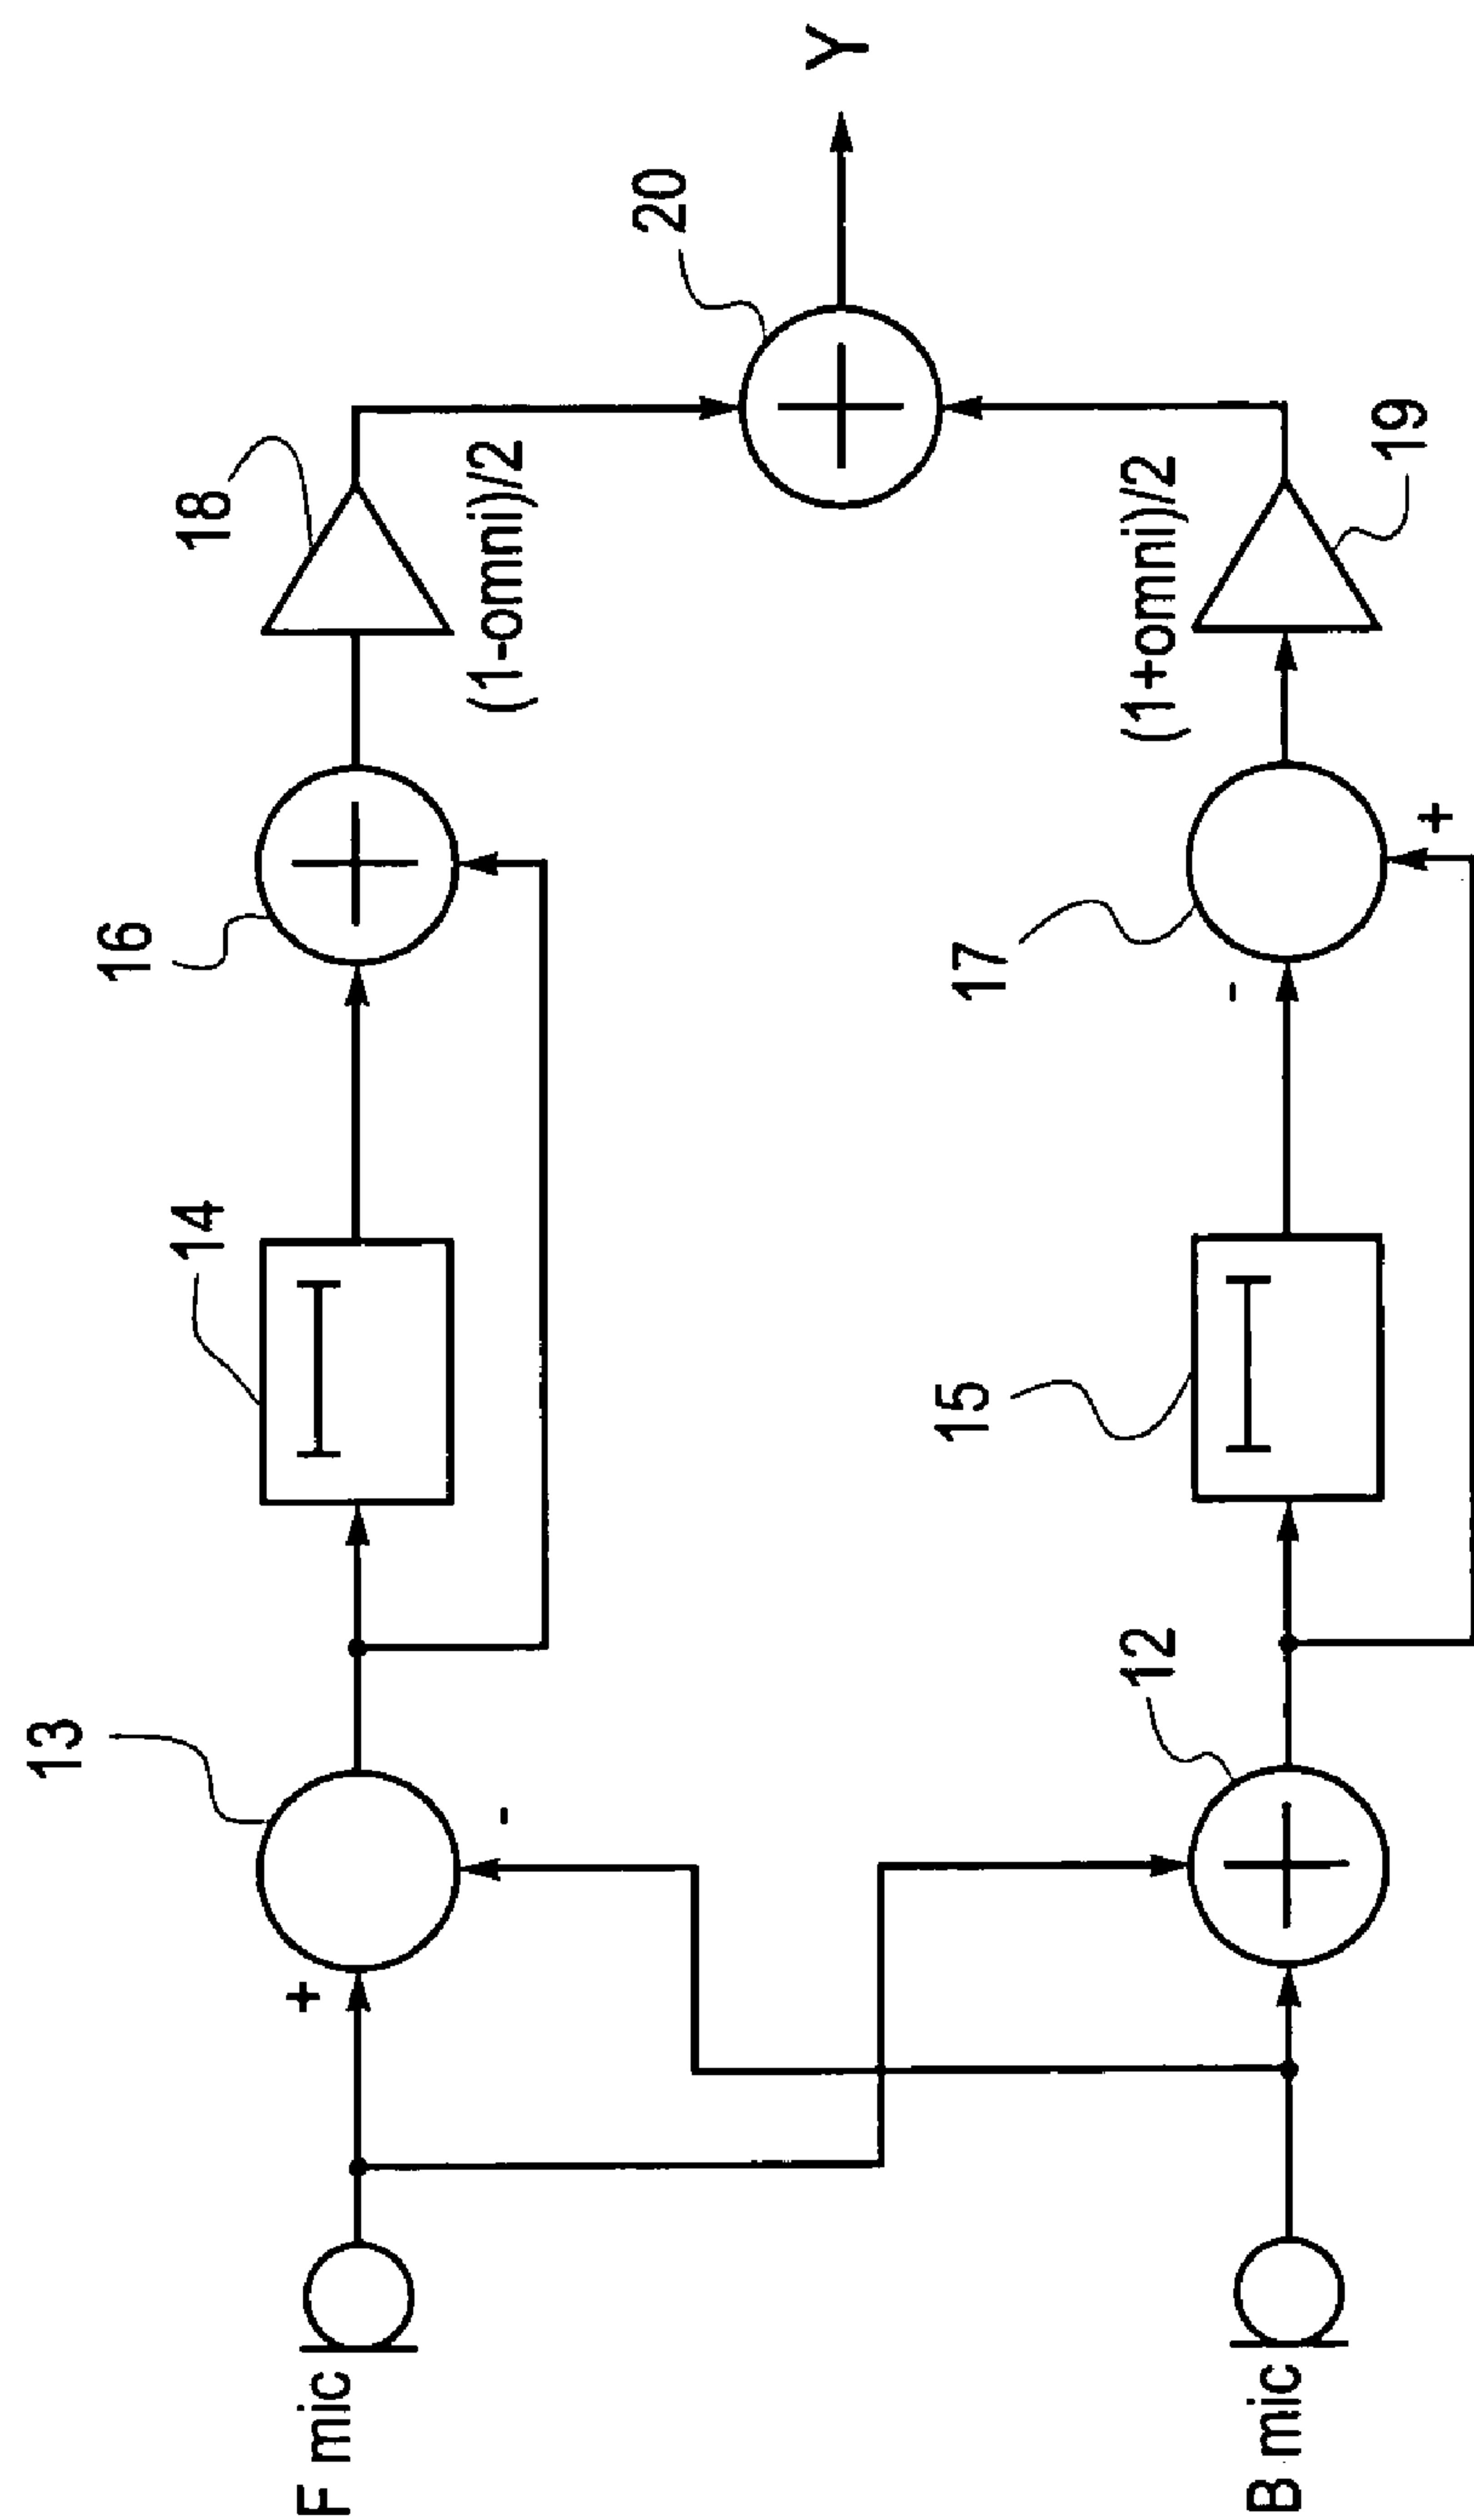 F mic
+
-
13
14
16
18
(1-omni)/2
20
Y
B mic
12
15
-
17
+
(1+omni)/2
19